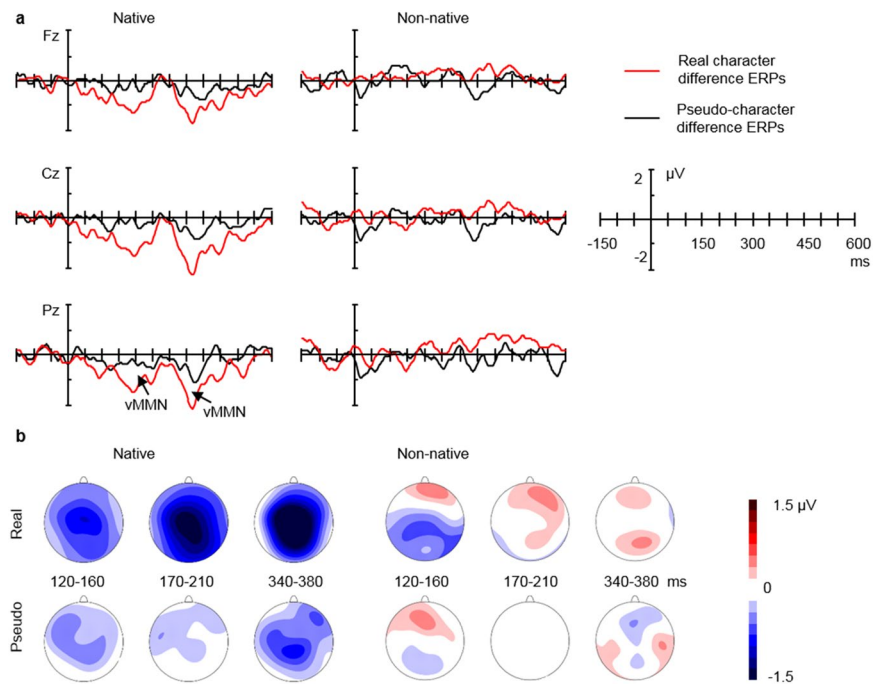 a
Native
Non-native
Fz
Real character
difference ERPs
Pseudo-character
difference ERPs
Cz
2
µV
-150
150
300
450
600
-2
ms
Pz
vMMN
vMMN
b
Native
Non-native
Real
1.5 µV
120-160
170-210
340-380
120-160
170-210
340-380 ms
0
Pseudo
-1.5